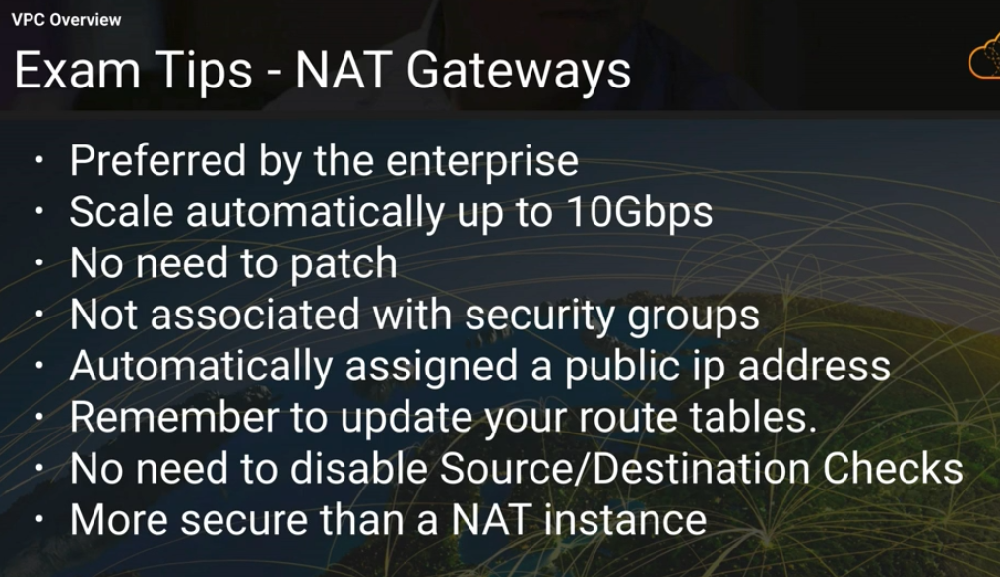 VPC Overview
Exam Tips - NAT Gateways
• Preferred by the enterprise
• Scale automatically up to 10Gbps
• No need to patch
• Not associated with security groups
• Automatically assigned a public ip address
• Remember to update your route tables.
• No need to disable Source/Destination Checks
• More secure than a NAT instance